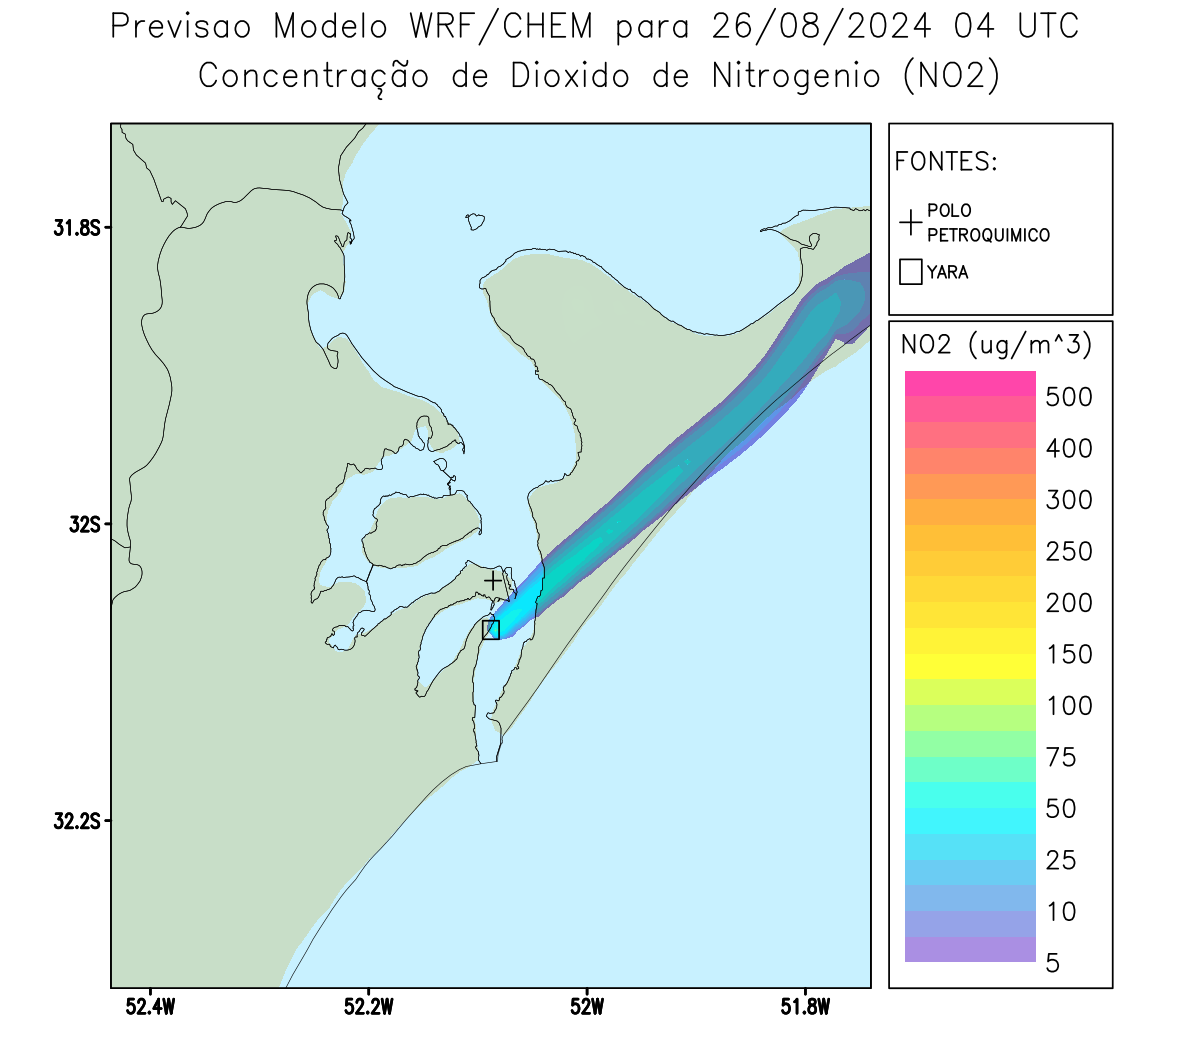 Previsao Modelo WRF/CHEM para 26/08/2024 04 UTC
Concentração de Dioxido de Nitrogenio (NO2)
FONTES:
POLO
PETROQUIMICO
YARA
31.8S
32S
32.2S
52.4W
52.2W
52W
51.8W
NO2 (ug/m^3)
500
400
300
250
200
150
100
75
50
25
10
5